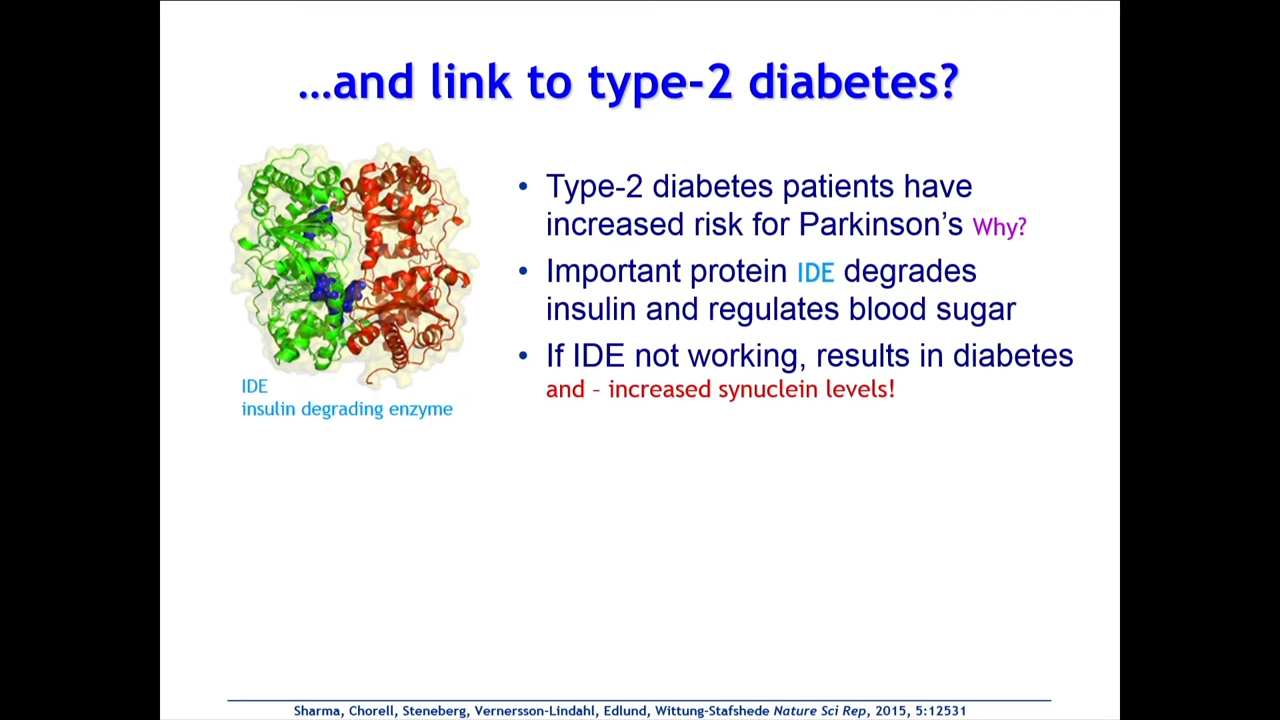 ...and link to type-2 diabetes?
• Type-2 diabetes patients have
increased risk for Parkinson’s Why?
• Important protein IDE degrades
insulin and regulates blood sugar
• If IDE not working, results in diabetes
and – increased synuclein levels!
IDE
insulin degrading enzyme
Sharma, Chorell, Steneberg, Vernersson-Lindahl, Edlund, Wittung-Stafshede Nature Sci Rep, 2015, 5:12531